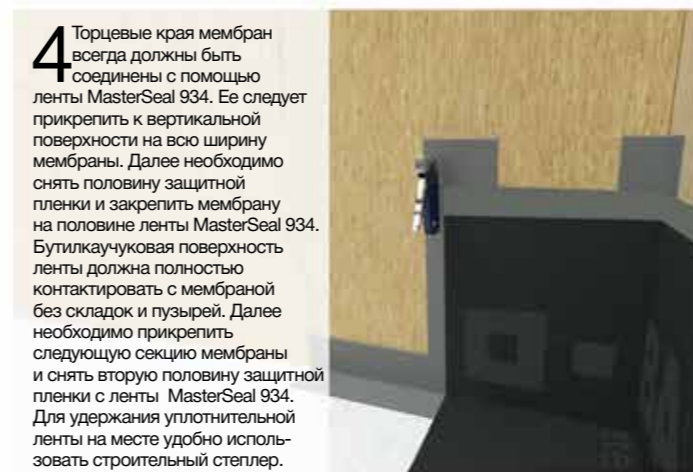 4 Торцевые края мембран
всегда должны быть
соединены с помощью
ленты MasterSeal 934. Ее следует
прикрепить к вертикальной
поверхности на всю ширину
мембраны. Далее необходимо
снять половину защитной
пленки и закрепить мембрану
на половине ленты MasterSeal 934.
Бутилкаучуковая поверхность
ленты должна полностью
контактировать с мембраной
без складок и пузырей. Далее
необходимо прикрепить
следующую секцию мембраны
и снять вторую половину защитной
пленки с ленты MasterSeal 934.
Для удержания уплотнительной
ленты на месте удобно исполь-
зовать строительный степлер.